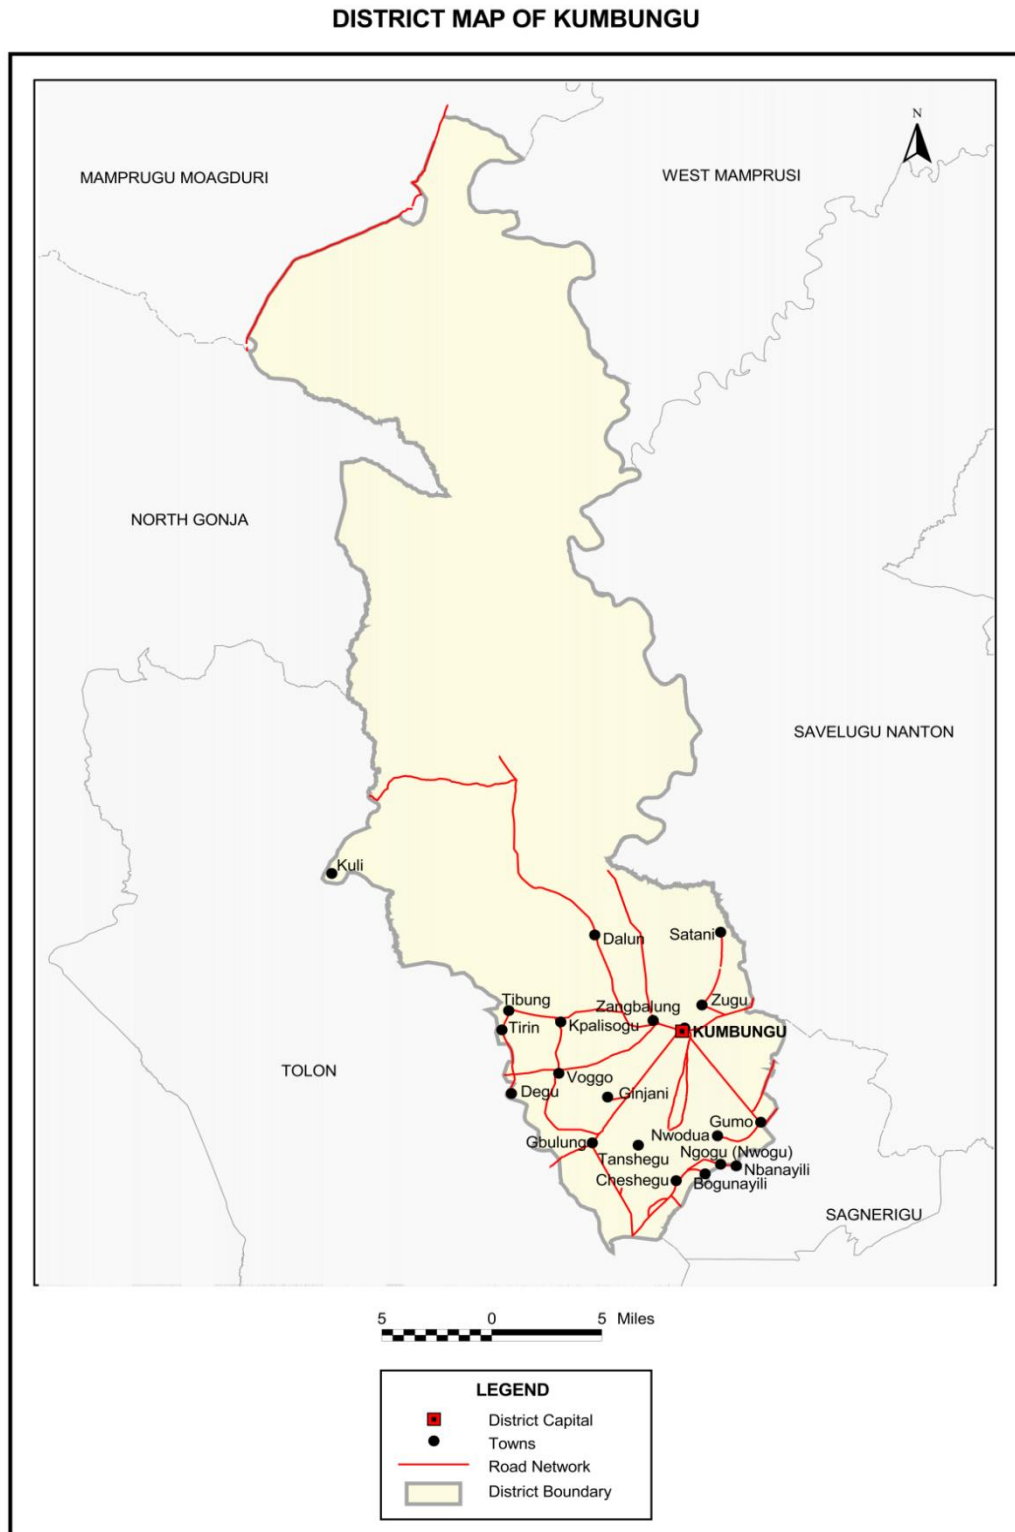 DISTRICT MAP OF KUMBUNGU
N
MAMPRUGU MOAGDURI
WEST MAMPRUSI
NORTH GONJA
SAVELUGU NANTON
Kuli
Dalun
Satani
Tibung
Zangbalung
Zugu
Tirin
Kpalisogu
KUMBUNGU
TOLON
Voggo
Degu
Ginjani
Gumo
Gbulung
Nwodua
Tanshegu
Ngogu (Nwogu)
Nbanayili
Cheshegu
Bogunayili
SAGNERIGU
5 0 5 Miles
LEGEND
District Capital
Towns
Road Network
District Boundary